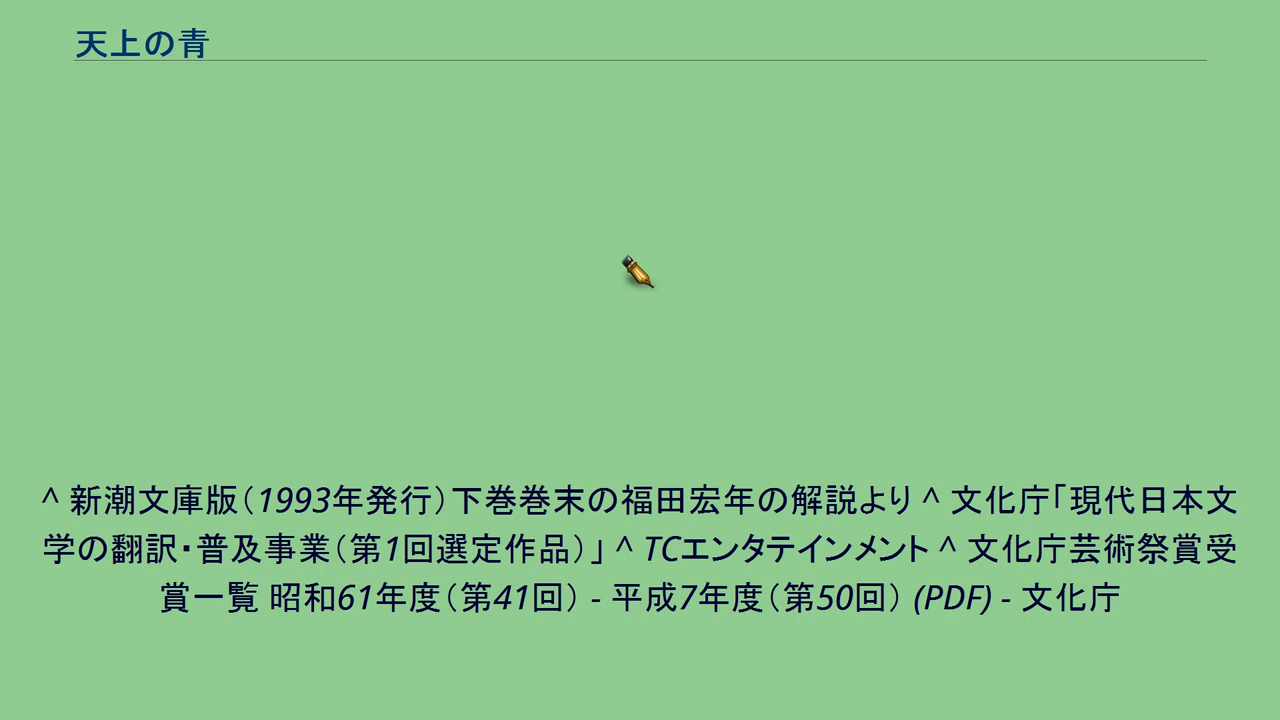 天上の青
^ 新潮文庫版（1993年発行）下巻巻末の福田宏年の解説より ^ 文化庁「現代日本文
学の翻訳・普及事業（第1回選定作品）」 ^ TCエンタテインメント ^ 文化庁芸術祭賞受
賞一覧 昭和61年度（第41回） - 平成7年度（第50回） (PDF) - 文化庁